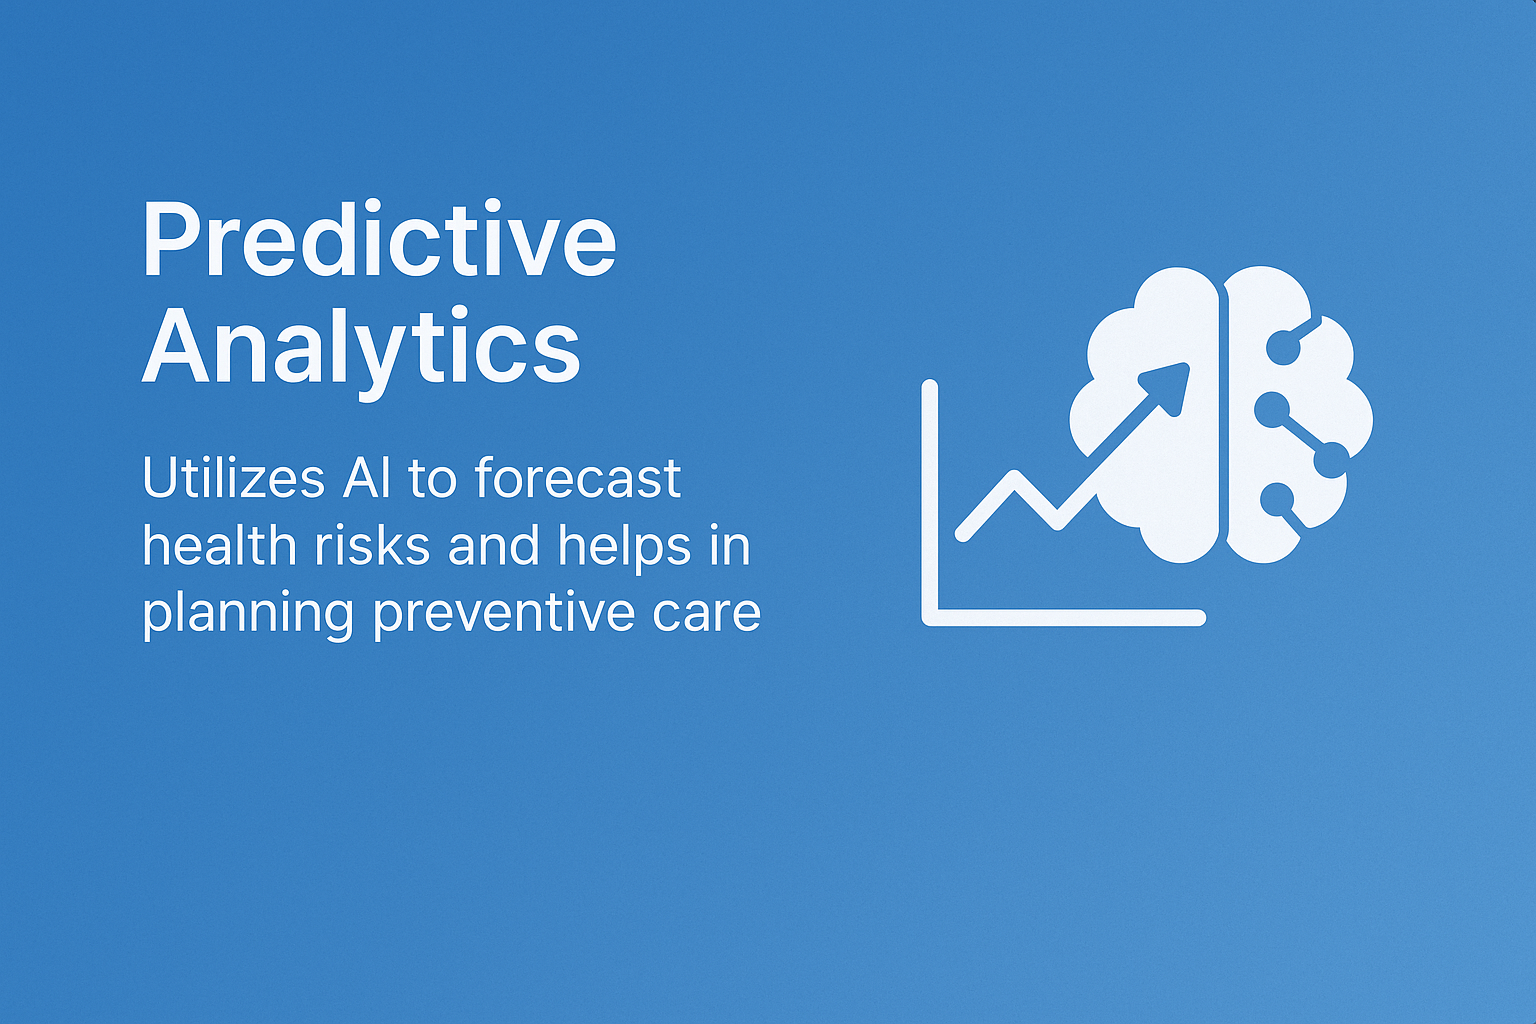 Predictive
Analytics
Utilizes AI to forecast
health risks and helps in
planning preventive care